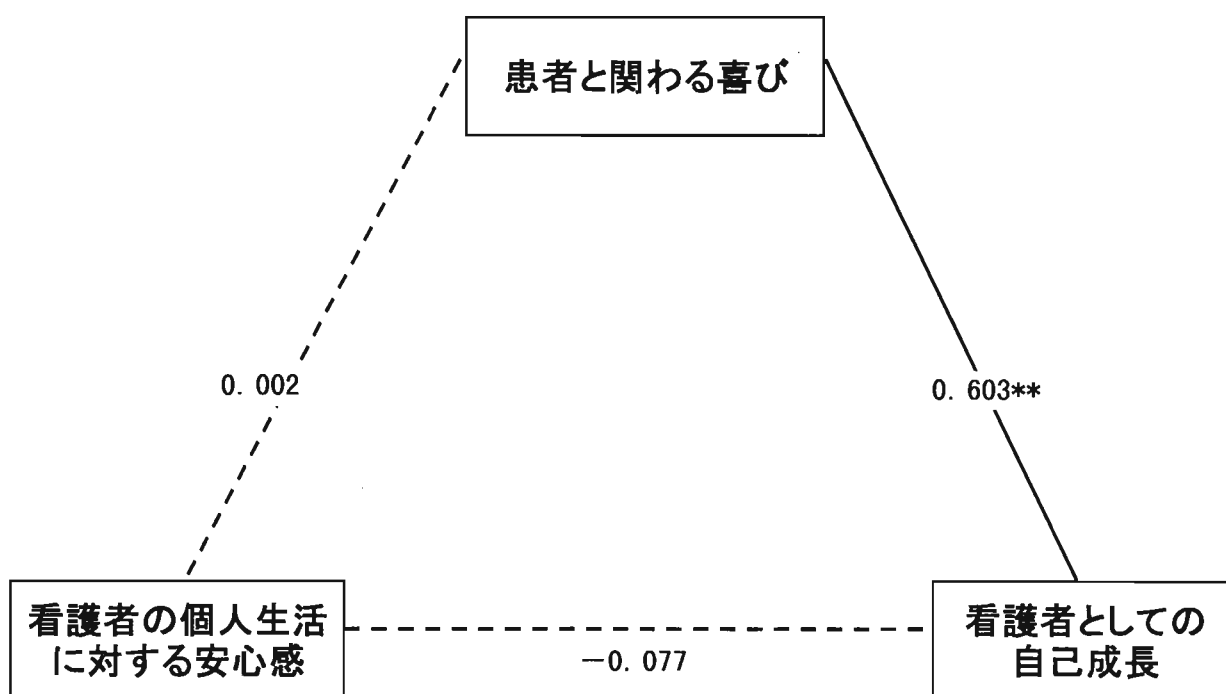 患者と関わる喜び
0. 002
0. 603**
看護者の個人生活
に対する安心感
−0. 077
看護者としての
自己成長